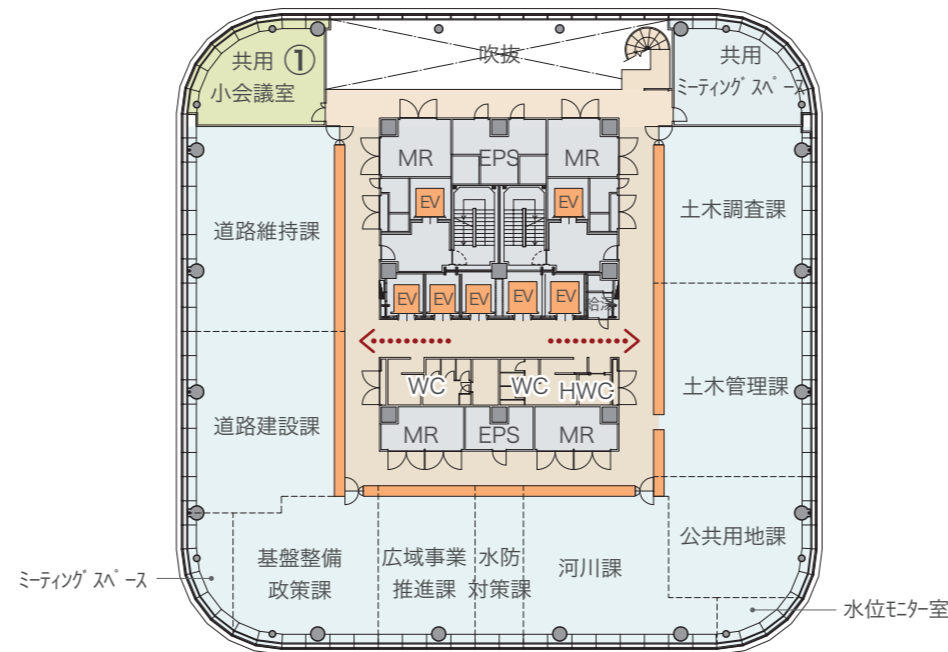 吹抜
共用 ①
小会議室
共用
ミーティングスペース
MR
EPS
MR
EV
EV
道路維持課
土木調査課
EV
EV
EV
EV
EV
給湯
WC
WC
HWC
土木管理課
道路建設課
MR
EPS
MR
公共用地課
基盤整備
政策課
広域事業
推進課
水防
対策課
河川課
ミーティングスペース
水位モニター室